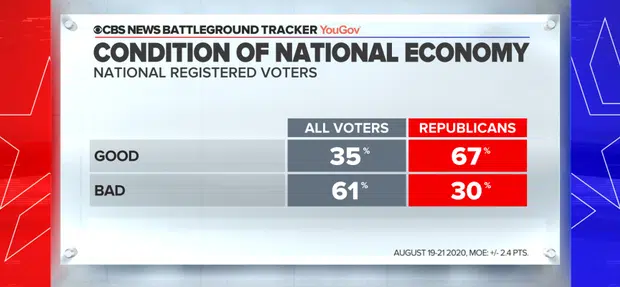 CBS NEWS BATTLEGROUND TRACKER YouGov
CONDITION OF NATIONAL ECONOMY
NATIONAL REGISTERED VOTERS
ALL VOTERS REPUBLICANS
GOOD 35% 67%
BAD 61% 30%
AUGUST 19-21 2020, MOE: +/- 2.4 PTS.